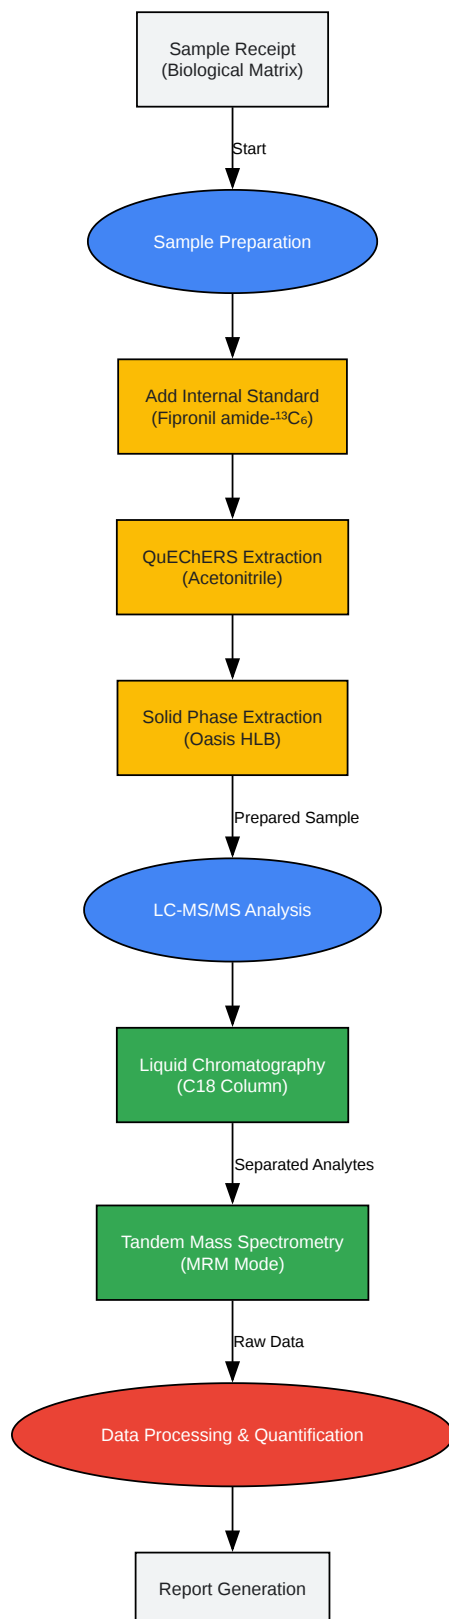 Sample Receipt
(Biological Matrix)
Start
Sample Preparation
Add Internal Standard
(Fipronil amide-¹³C₆)
QuEChERS Extraction
(Acetonitrile)
Solid Phase Extraction
(Oasis HLB)
Prepared Sample
LC-MS/MS Analysis
Liquid Chromatography
(C18 Column)
Separated Analytes
Tandem Mass Spectrometry
(MRM Mode)
Raw Data
Data Processing & Quantification
Report Generation